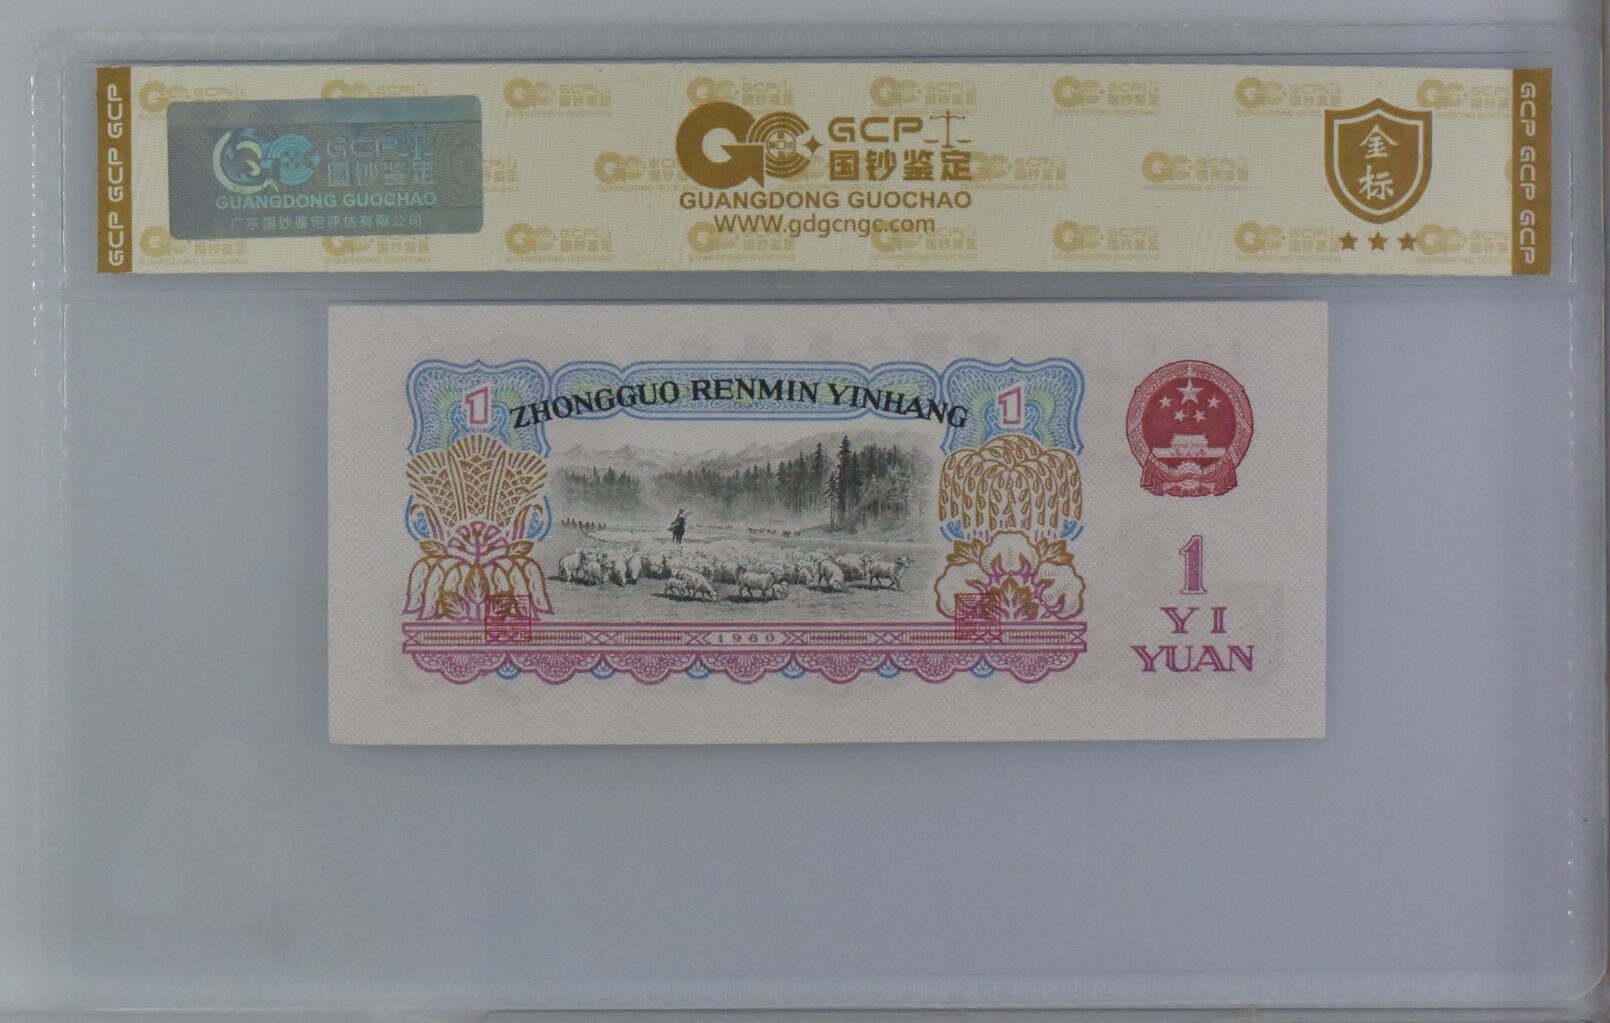 GCP GCP GCP
GCP
国钞鉴定
GUANGDONG GUOCHAO
广东国钞鉴定评估有限公司
GCP
国钞鉴定
GUANGDONG GUOCHAO
WWW.gdgcngc.com
金标
GCP GCP GCP
1
ZHONGGUO RENMIN YINHANG
1
1960
1
YI
YUAN